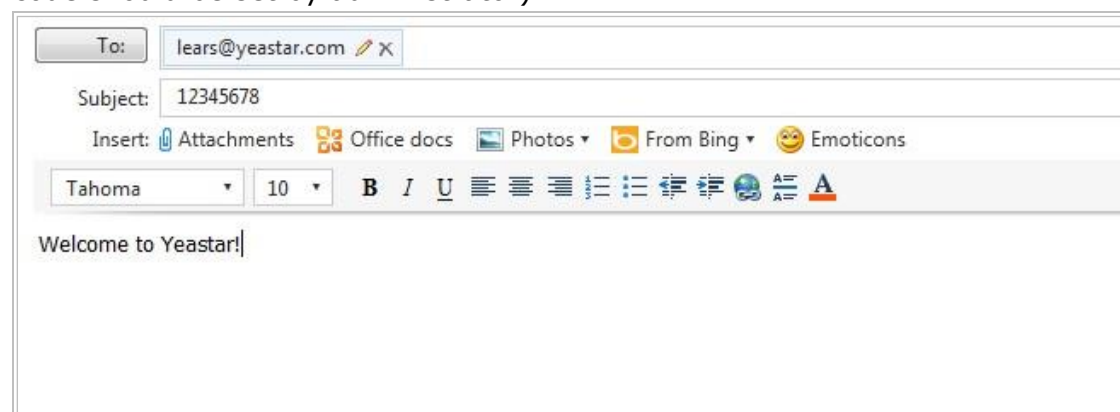 To: lears@yeastar.com
Subject: 12345678
Insert: Attachments Office docs Photos From Bing Emoticons
Tahoma 10 B I U A
Welcome to Yeastar!